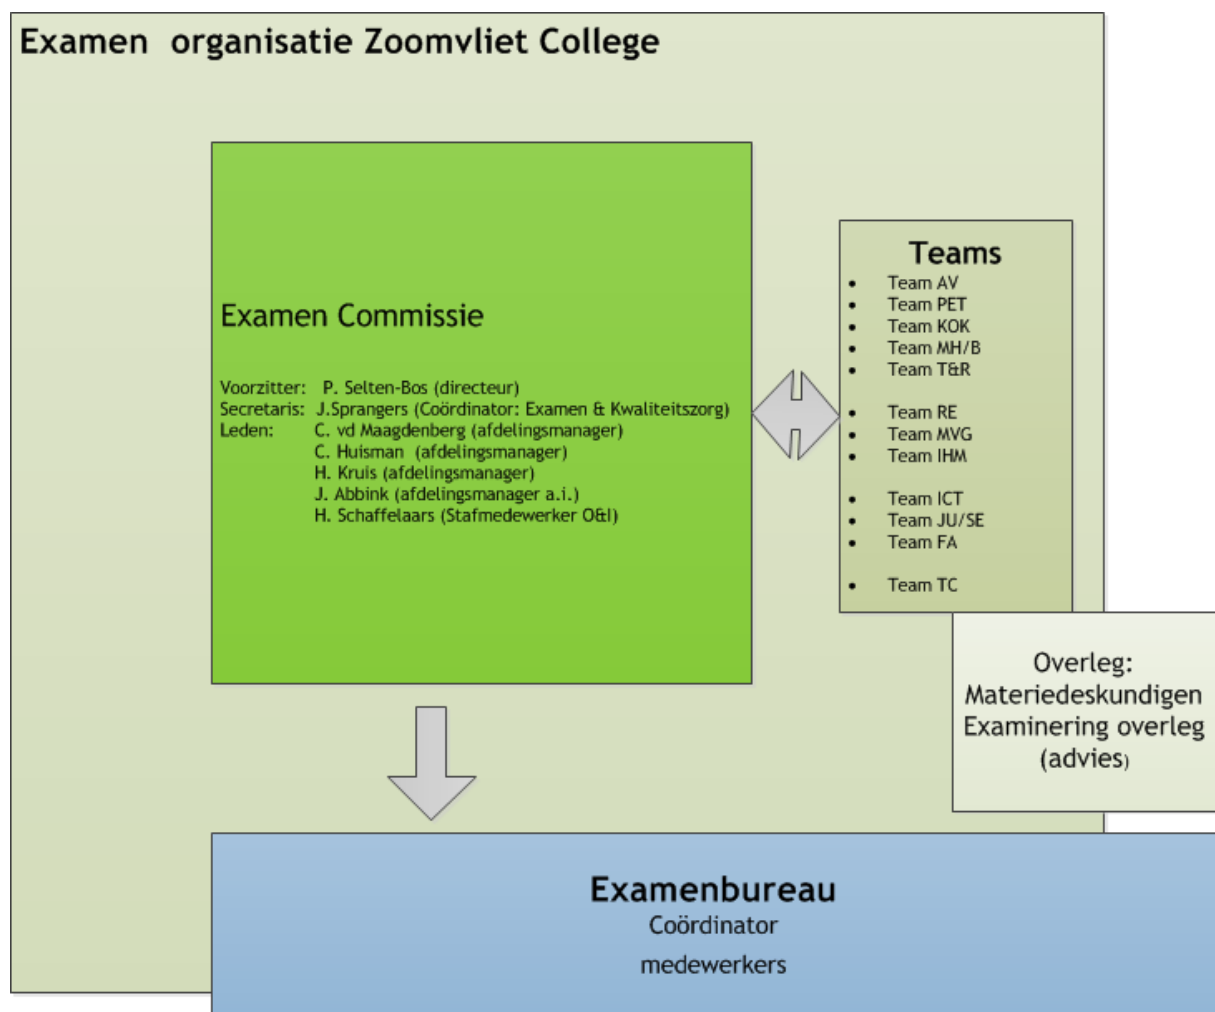 Examen organisatie Zoomvliet College
Examen Commissie
Voorzitter: P. Selten-Bos (directeur)
Secretaris: J.Sprangers (Coördinator: Examen & Kwaliteitszorg)
Leden: C. vd Maagdenberg (afdelingsmanager)
C. Huisman (afdelingsmanager)
H. Kruis (afdelingsmanager)
J. Abbink (afdelingsmanager a.i.)
H. Schaffelaars (Stafmedewerker O&I)
Teams
• Team AV
• Team PET
• Team KOK
• Team MH/B
• Team T&R
• Team RE
• Team MVG
• Team IHM
• Team ICT
• Team JU/SE
• Team FA
• Team TC
Overleg:
Materiedeskundigen
Examinering overleg
(advies)
Examenbureau
Coördinator
medewerkers